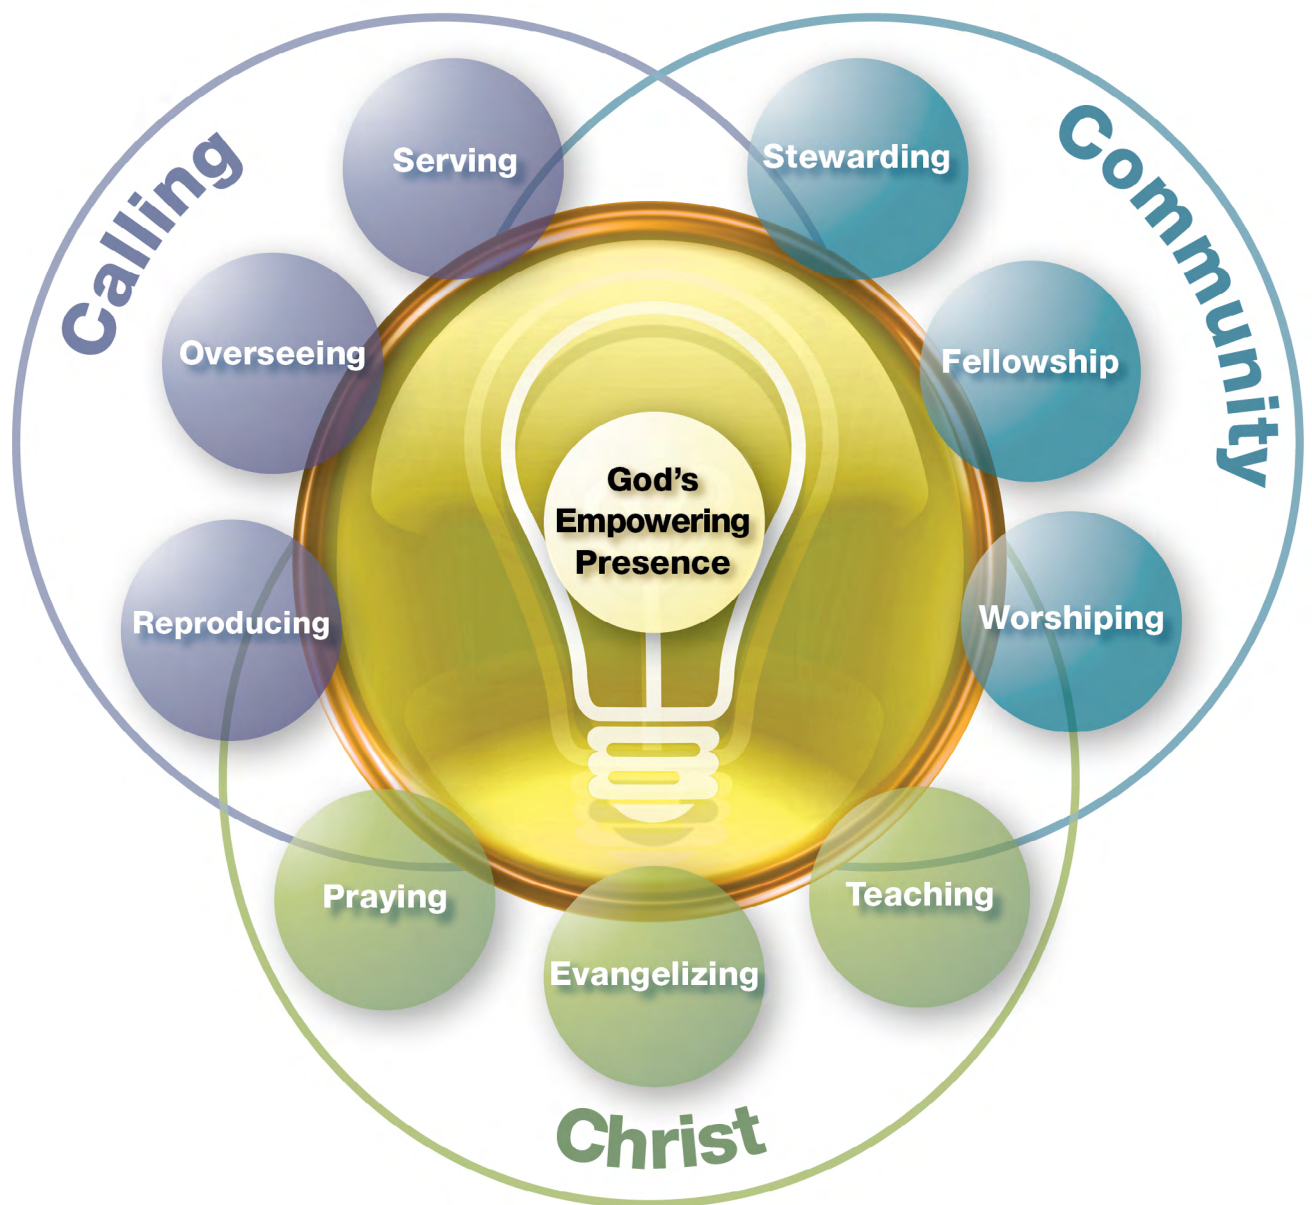 Calling
Serving
Overseeing
Reproducing
Community
Stewarding
Fellowship
Worshiping
God’s
Empowering
Presence
Praying
Evangelizing
Teaching
Christ